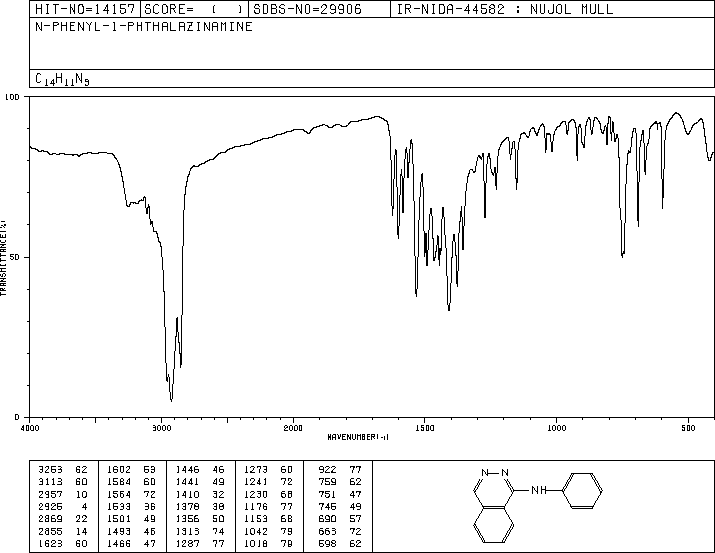 HIT-NO=14157 SCORE= ( ) SDBS-NO=29906 IR-NIDA-44582 : NUJOL MULL
N-PHENYL-1-PHTHALAZINAMINE
C14H11N3
100
50
0
TRANSMITTANCE(%)
4000 3000 2000 1500 1000 500
WAVENUMBER(-1)
3263 62 1602 53 1446 46 1273 60 922 77
3113 60 1584 60 1441 49 1241 72 759 62
2957 10 1564 72 1410 32 1230 68 751 47
2925 4 1533 36 1378 38 1176 77 745 49
2869 22 1501 49 1356 50 1153 68 690 57
2855 14 1493 46 1313 74 1042 79 663 72
1623 60 1466 47 1287 77 1018 79 598 62
N N
NH